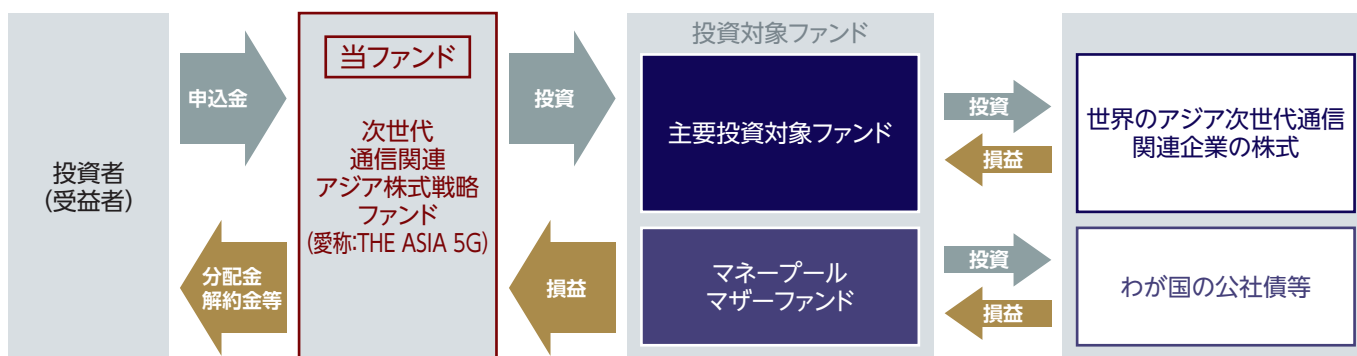 投資者
(受益者)
申込金
分配金
解約金等
当ファンド
次世代
通信関連
アジア株式戦略
ファンド
(愛称:THE ASIA 5G)
投資
損益
投資対象ファンド
主要投資対象ファンド
マネープール
マザーファンド
投資
損益
投資
損益
世界のアジア次世代通信
関連企業の株式
わが国の公社債等